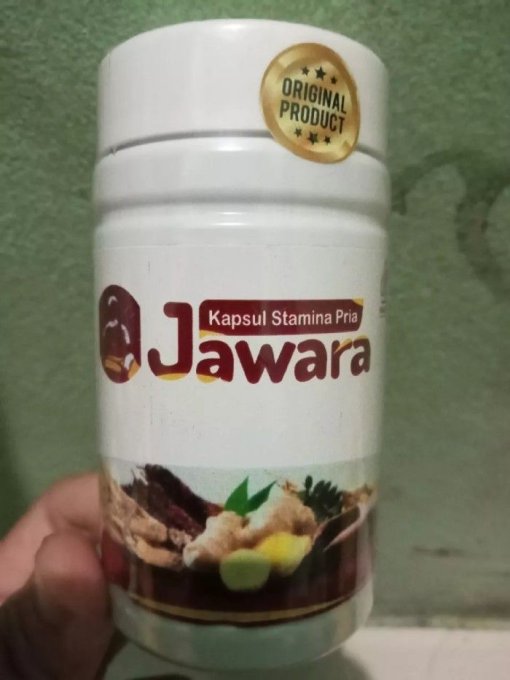 ORIGINAL
PRODUCT
Kapsul Stamina Pria
Jawara